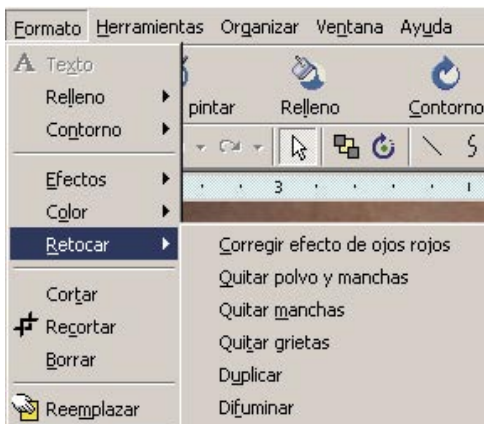 Formato Herramientas Organizar Ventana Ayuda
Texto
Relleno
Contorno
pintar Relleno Contorno
3
Efectos
Color
Retocar
Corregir efecto de ojos rojos
Quitar polvo y manchas
Quitar manchas
Quitar grietas
Duplicar
Difuminar
Cortar
Recortar
Borrar
Reemplazar